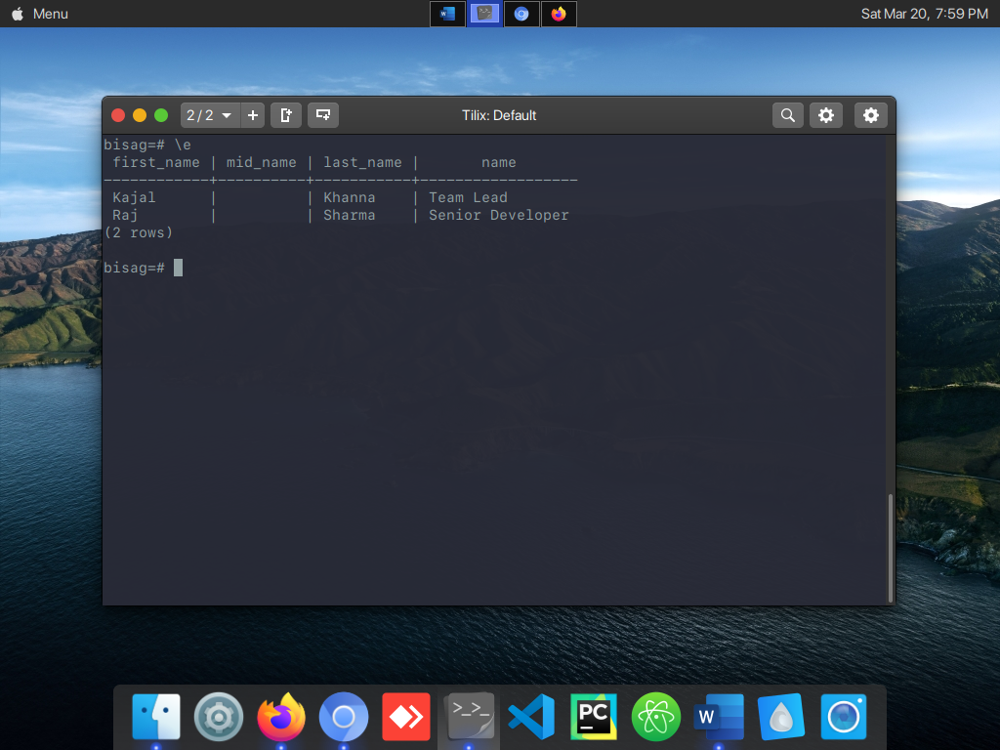 Menu
Sat Mar 20, 7:59 PM
2 / 2
Tilix: Default
bisag=# \e
first_name | mid_name | last_name | name
------------+----------+-----------+------------------
Kajal | | Khanna | Team Lead
Raj | | Sharma | Senior Developer
(2 rows)
bisag=#
>_>_
PC
W